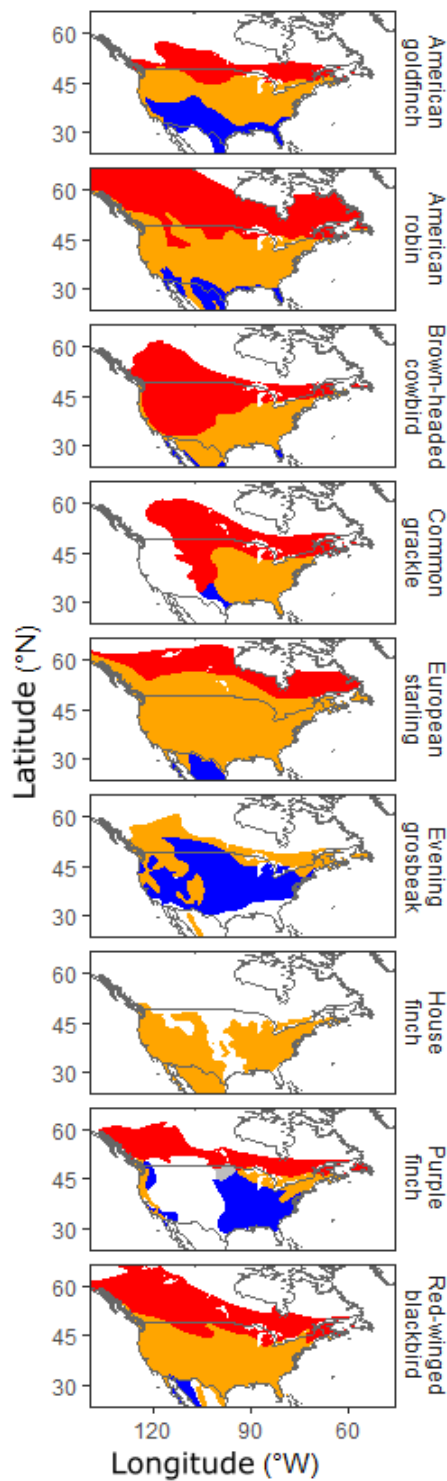 60
45
30
American
goldfinch
60
45
30
American
robin
60
45
30
Brown-headed
cowbird
60
45
30
Common
grackle
Latitude (°N)
60
45
30
European
starling
60
45
30
Evening
grosbeak
60
45
30
House
finch
60
45
30
Purple
finch
60
45
30
Red-winged
blackbird
120
90
60
Longitude (°W)